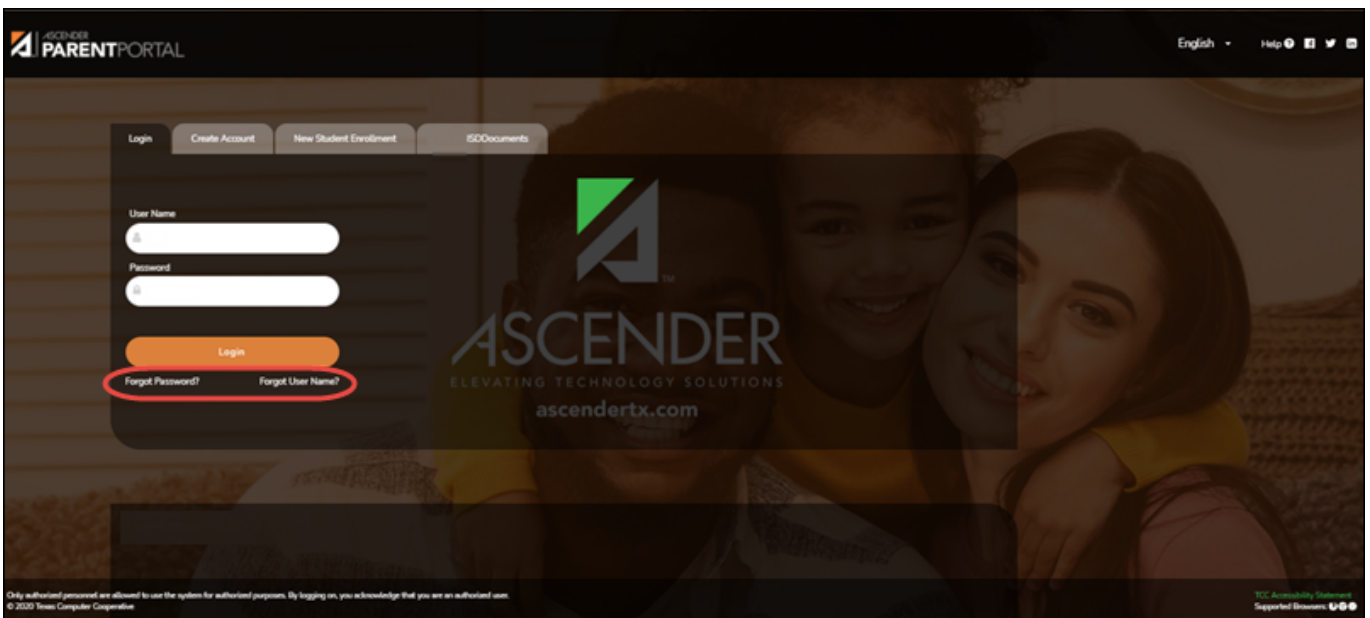 ASCENDER
PARENTPORTAL
English
Help
Login
Create Account
New Student Enrollment
ISDDocuments
User Name
Password
Login
Forgot Password?
Forgot User Name?
TM
ASCENDER
ELEVATING TECHNOLOGY SOLUTIONS
ascendertx.com
Only authorized personnel are allowed to use the system for authorized purposes. By logging on, you acknowledge that you are an authorized user.
© 2020 Texas Computer Cooperative
TCC Accessibility Statement
Supported Browsers: